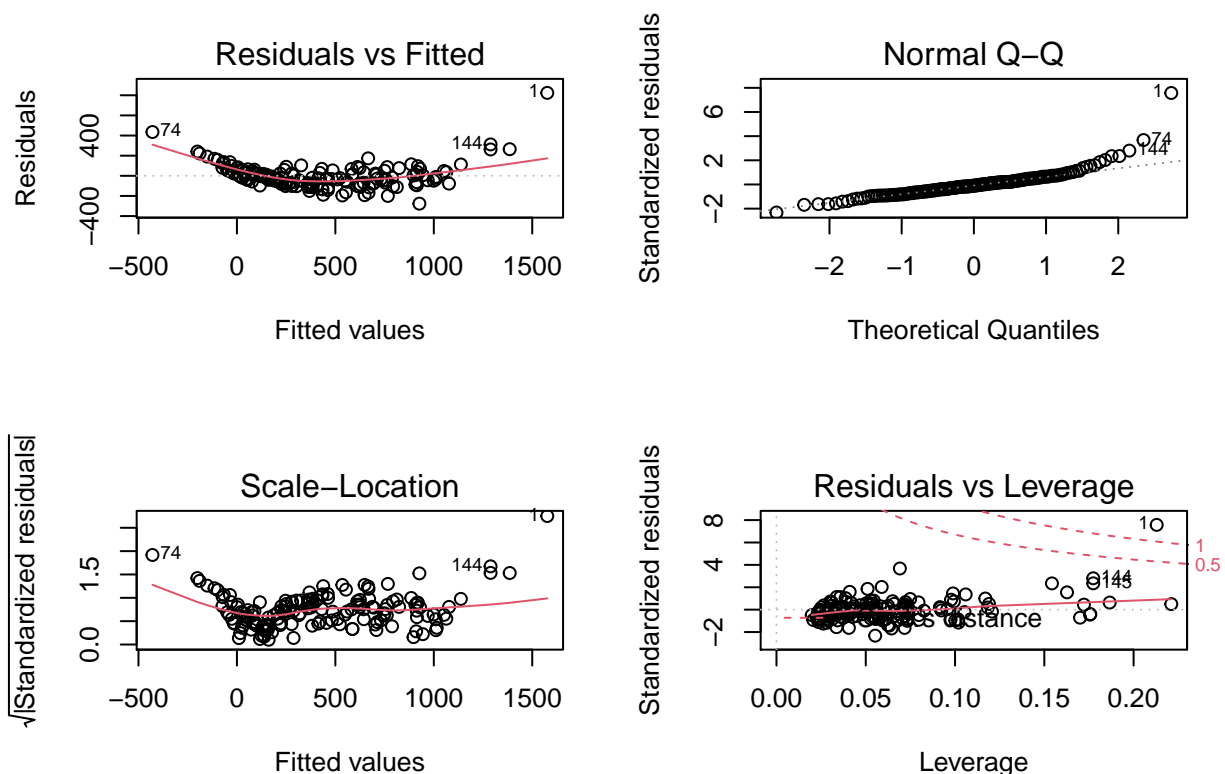 Residuals vs Fitted
Residuals
400
−400
1
74
144
−500 0 500 1000 1500
Fitted values
Normal Q−Q
Standardized residuals
6
2
−2
1
74
144
−2 −1 0 1 2
Theoretical Quantiles
Scale−Location
√|Standardized residuals|
1.5
0.0
1
74
144
−500 0 500 1000 1500
Fitted values
Residuals vs Leverage
Standardized residuals
8
4
−2
1
144
145
1
0.5
0.00 0.05 0.10 0.15 0.20
Leverage